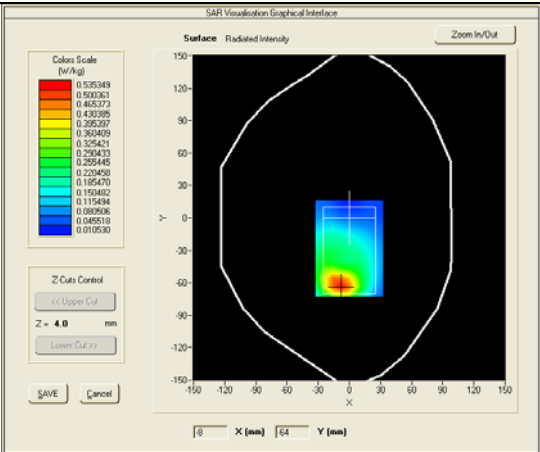 SAR Visualisation Graphical Interface
Surface Radiated Intensity
Zoom In/Out
Colors Scale
(W/kg)
0.535349
0.500361
0.465373
0.430385
0.395397
0.360409
0.325421
0.290433
0.255445
0.220458
0.185470
0.150482
0.115494
0.080506
0.045518
0.010530
150
120
90
60
30
0
-30
-60
-90
-120
-150
Y
-150 -120 -90 -60 -30 0 30 60 90 120 150
X
Z-Cuts Control
<< Upper Cut
Z = 4.0 mm
Lower Cut >>
SAVE Cancel
-8 X (mm) -64 Y (mm)